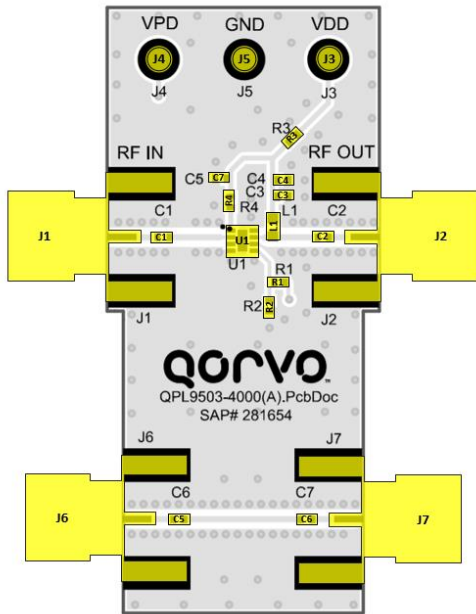 VPD GND VDD
J4 J5 J3
J4 J5 J3
R3
R3
RF IN RF OUT
C5 C7 C4 C4
C3 C3
R4 R4
C1 L1 C2
J1 C1 U1 L1 C2 J2
U1 R1
R1
R2 R2
J1 J2
QORVO™
QPL9503-4000(A).PcbDoc
SAP# 281654
J6 J7
C6 C7
J6 C5 C6 J7